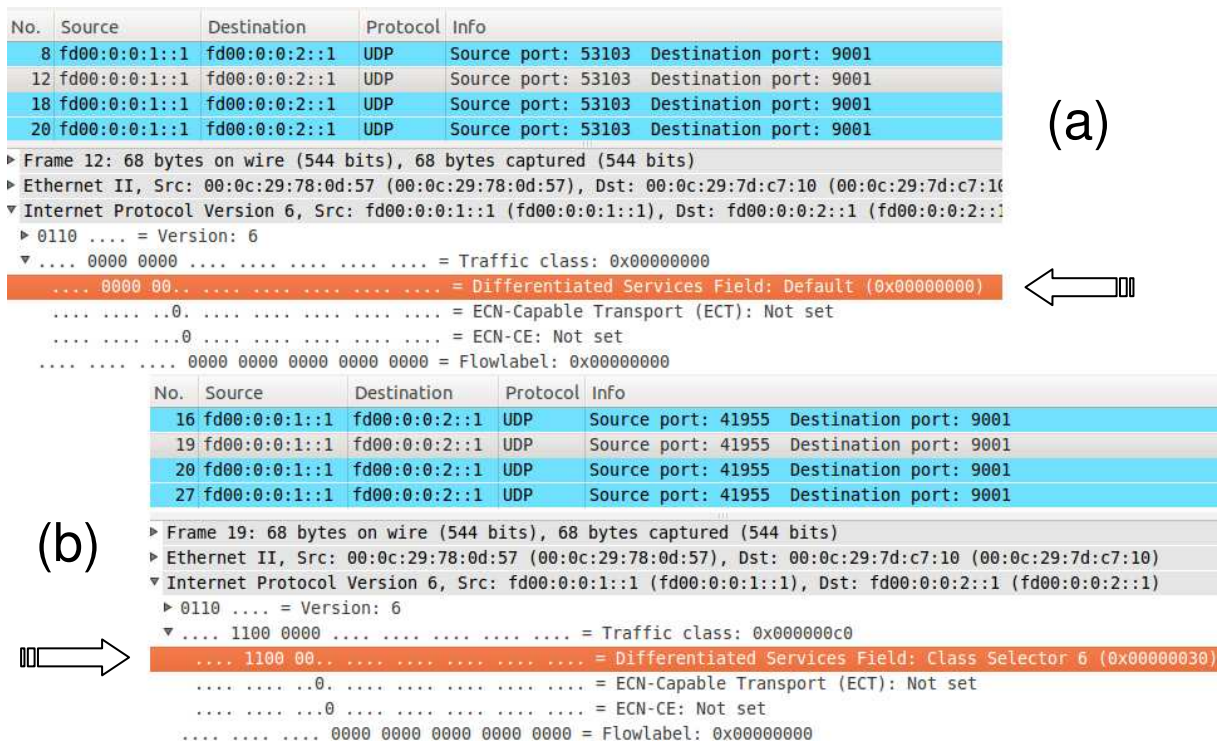 No. Source Destination Protocol Info
8 fd00:0:0:1::1 fd00:0:0:2::1 UDP Source port: 53103 Destination port: 9001
12 fd00:0:0:1::1 fd00:0:0:2::1 UDP Source port: 53103 Destination port: 9001
18 fd00:0:0:1::1 fd00:0:0:2::1 UDP Source port: 53103 Destination port: 9001
20 fd00:0:0:1::1 fd00:0:0:2::1 UDP Source port: 53103 Destination port: 9001
(a)
Frame 12: 68 bytes on wire (544 bits), 68 bytes captured (544 bits)
Ethernet II, Src: 00:0c:29:78:0d:57 (00:0c:29:78:0d:57), Dst: 00:0c:29:7d:c7:10 (00:0c:29:7d:c7:10
Internet Protocol Version 6, Src: fd00:0:0:1::1 (fd00:0:0:1::1), Dst: fd00:0:0:2::1 (fd00:0:0:2::1
0110 .... = Version: 6
.... 0000 0000 .... .... .... .... .... = Traffic class: 0x00000000
.... 0000 00.. .... .... .... .... .... = Differentiated Services Field: Default (0x00000000)
.... .... ..0. .... .... .... .... .... = ECN-Capable Transport (ECT): Not set
.... .... ...0 .... .... .... .... .... = ECN-CE: Not set
.... .... .... 0000 0000 0000 0000 0000 = Flowlabel: 0x00000000
No. Source Destination Protocol Info
16 fd00:0:0:1::1 fd00:0:0:2::1 UDP Source port: 41955 Destination port: 9001
19 fd00:0:0:1::1 fd00:0:0:2::1 UDP Source port: 41955 Destination port: 9001
20 fd00:0:0:1::1 fd00:0:0:2::1 UDP Source port: 41955 Destination port: 9001
27 fd00:0:0:1::1 fd00:0:0:2::1 UDP Source port: 41955 Destination port: 9001
(b)
Frame 19: 68 bytes on wire (544 bits), 68 bytes captured (544 bits)
Ethernet II, Src: 00:0c:29:78:0d:57 (00:0c:29:78:0d:57), Dst: 00:0c:29:7d:c7:10 (00:0c:29:7d:c7:10)
Internet Protocol Version 6, Src: fd00:0:0:1::1 (fd00:0:0:1::1), Dst: fd00:0:0:2::1 (fd00:0:0:2::1)
0110 .... = Version: 6
.... 1100 0000 .... .... .... .... .... = Traffic class: 0x000000c0
.... 1100 00.. .... .... .... .... .... = Differentiated Services Field: Class Selector 6 (0x00000030)
.... .... ..0. .... .... .... .... .... = ECN-Capable Transport (ECT): Not set
.... .... ...0 .... .... .... .... .... = ECN-CE: Not set
.... .... .... 0000 0000 0000 0000 0000 = Flowlabel: 0x00000000